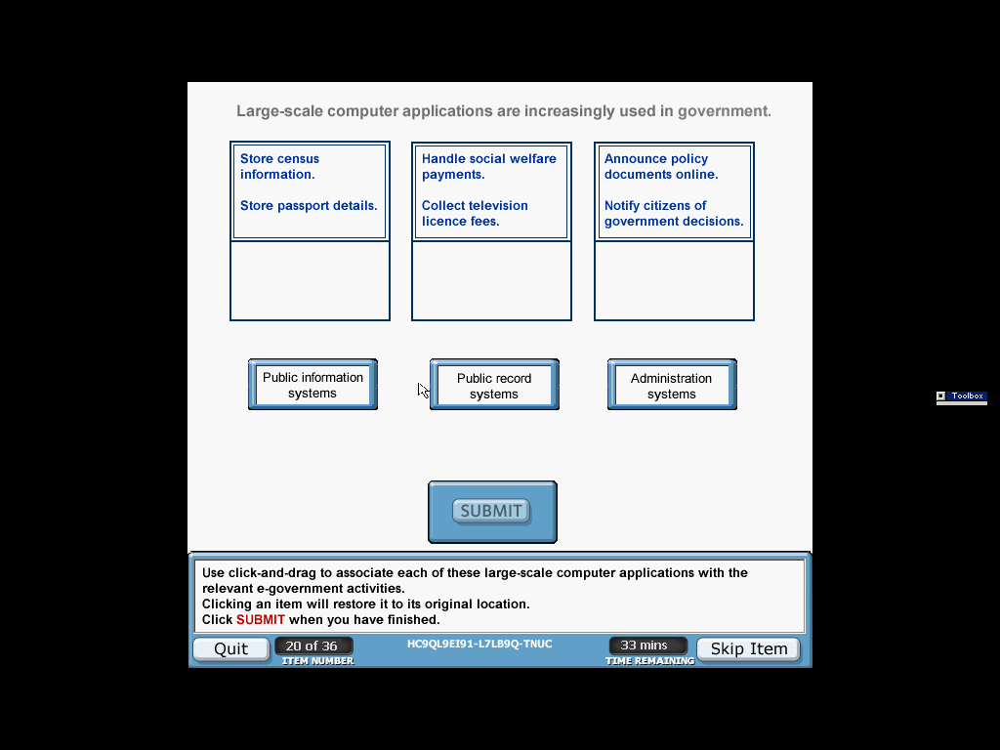 Large-scale computer applications are increasingly used in government.
Store census
information.
Store passport details.
Handle social welfare
payments.
Collect television
licence fees.
Announce policy
documents online.
Notify citizens of
government decisions.
Public information
systems
Public record
systems
Administration
systems
Toolbox
SUBMIT
Use click-and-drag to associate each of these large-scale computer applications with the
relevant e-government activities.
Clicking an item will restore it to its original location.
Click SUBMIT when you have finished.
Quit
20 of 36
ITEM NUMBER
HC9QL9EI91-L7LB9Q-TNUC
33 mins
TIME REMAINING
Skip Item